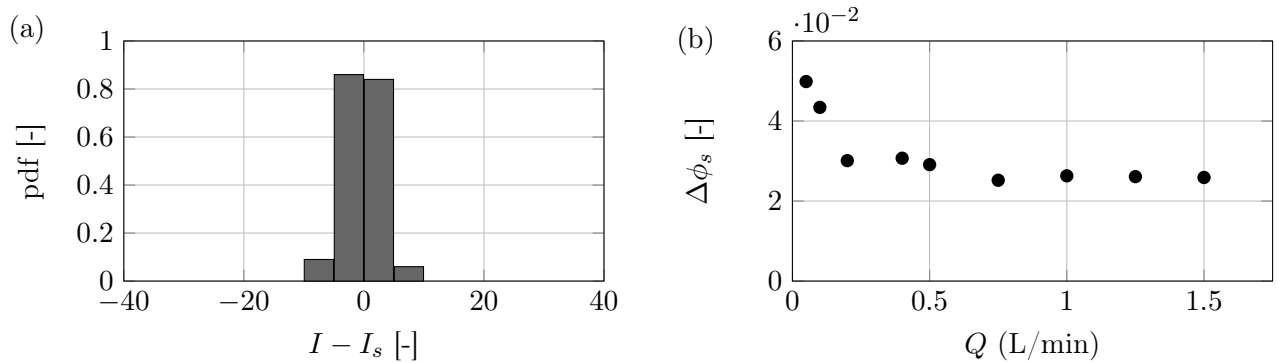 (a)
pdf [-]
1
0.8
0.6
0.4
0.2
0
−40 −20 0 20 40
I − I_s [-]
(b)
·10⁻²
Δϕ_s [-]
6
4
2
0
0 0.5 1 1.5
Q (L/min)